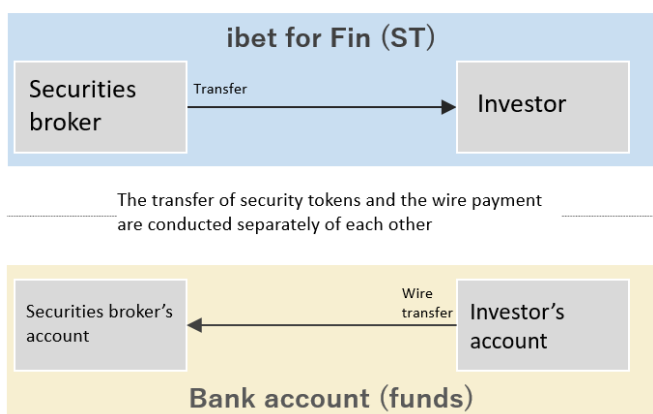 ibet for Fin (ST)
Securities
broker
Transfer
Investor
The transfer of security tokens and the wire payment
are conducted separately of each other
Securities broker's
account
Wire
transfer
Investor's
account
Bank account (funds)